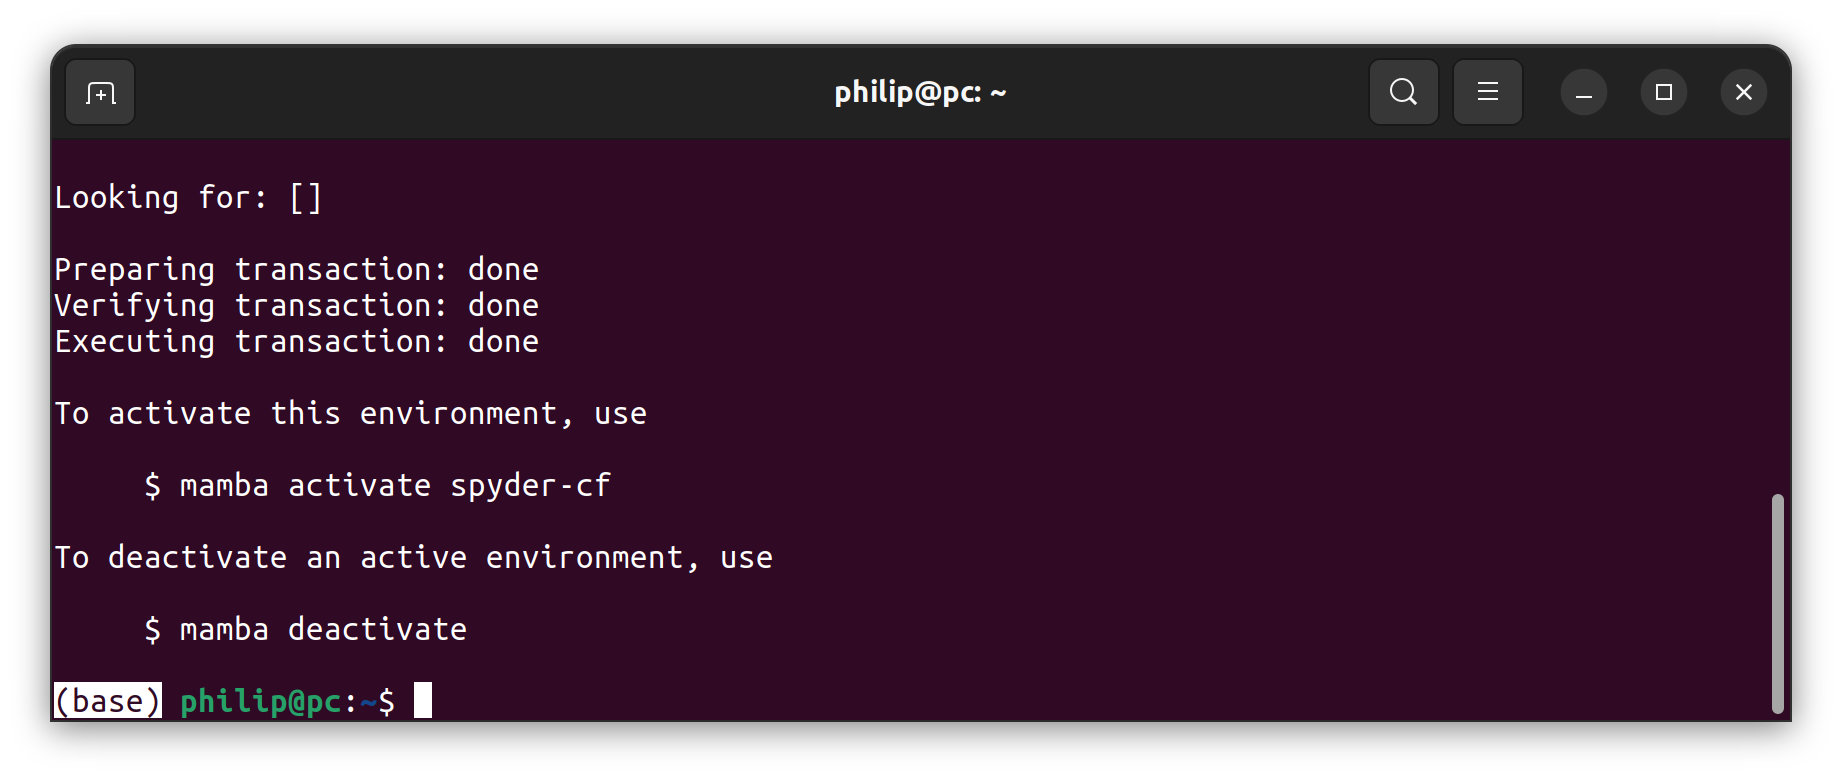 philip@pc: ~
Looking for: []
Preparing transaction: done
Verifying transaction: done
Executing transaction: done
To activate this environment, use
$ mamba activate spyder-cf
To deactivate an active environment, use
$ mamba deactivate
(base) philip@pc:~$